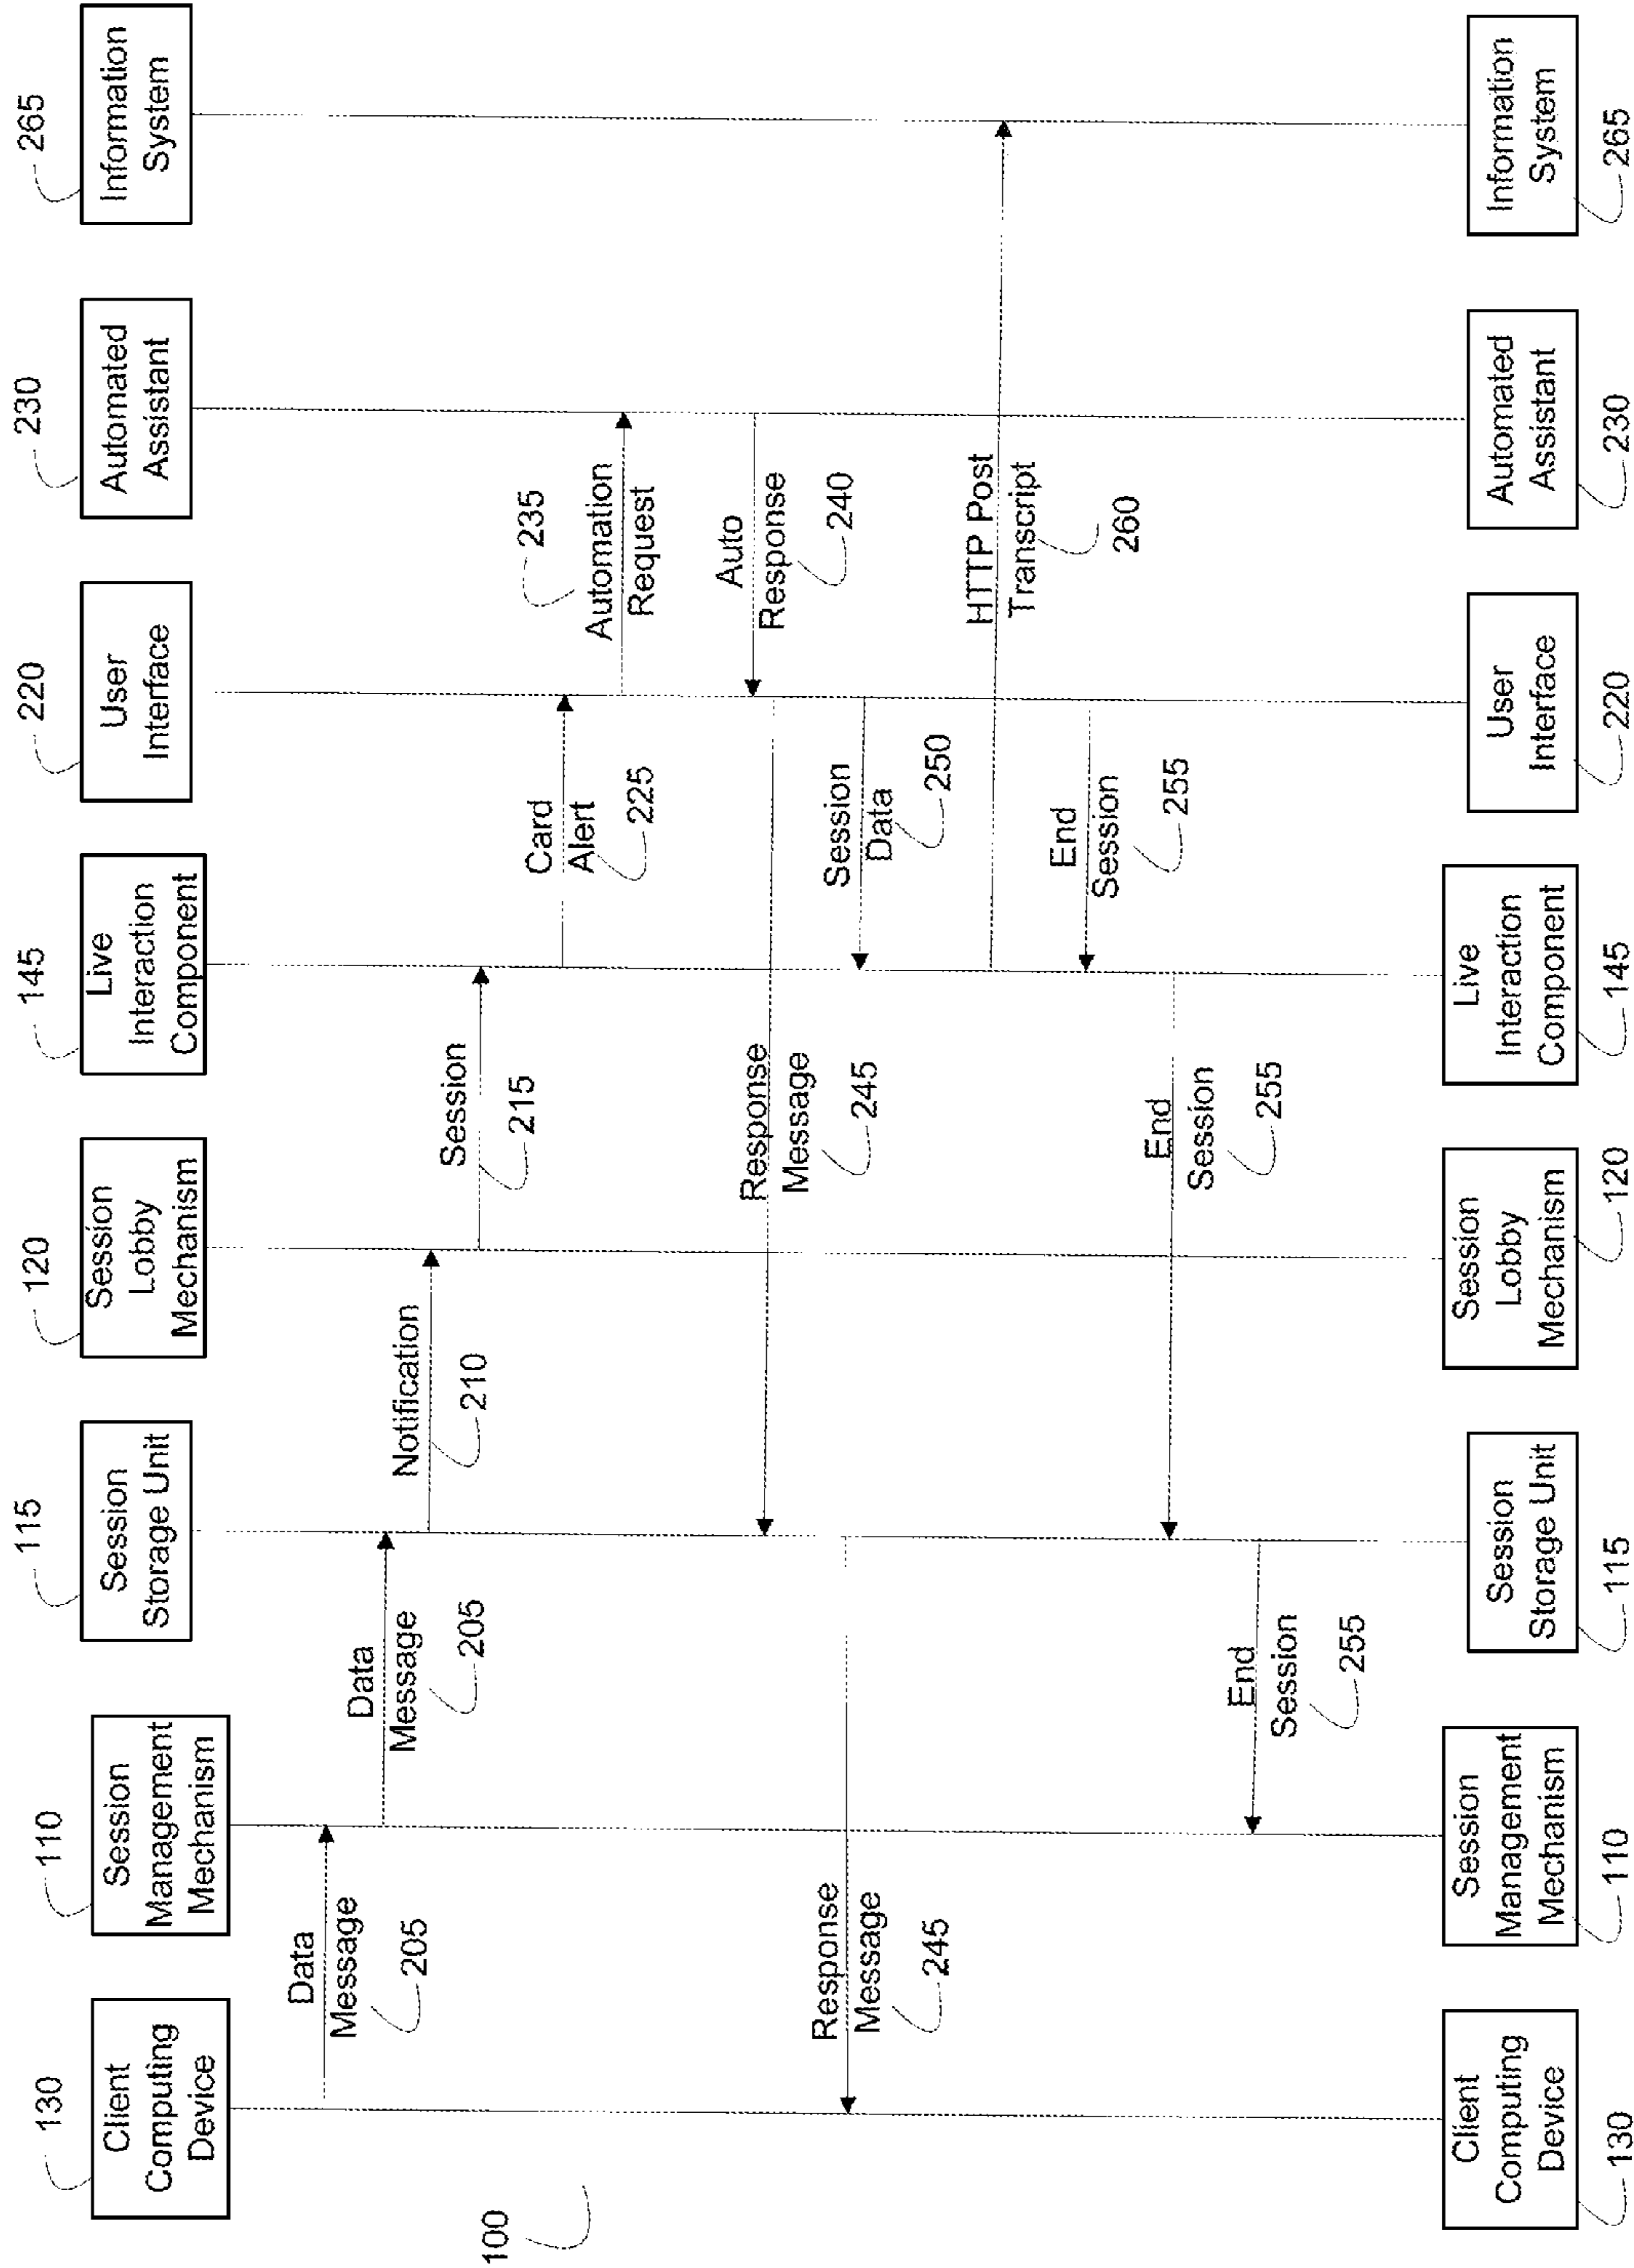 130
Client
Computing
Device
110
Session
Management
Mechanism
115
Session
Storage Unit
120
Session
Lobby
Mechanism
145
Live
Interaction
Component
220
User
Interface
230
Automated
Assistant
265
Information
System
100
Data
Message
205
Data
Message
205
Notification
210
Session
215
Card
Alert
225
235
Automation
Request
Auto
Response
240
Response
Message
245
Response
Message
245
Session
Data
250
HTTP Post
Transcript
260
End
Session
255
End
Session
255
End
Session
255
Client
Computing
Device
130
Session
Management
Mechanism
110
Session
Storage Unit
115
Session
Lobby
Mechanism
120
Live
Interaction
Component
145
User
Interface
220
Automated
Assistant
230
Information
System
265